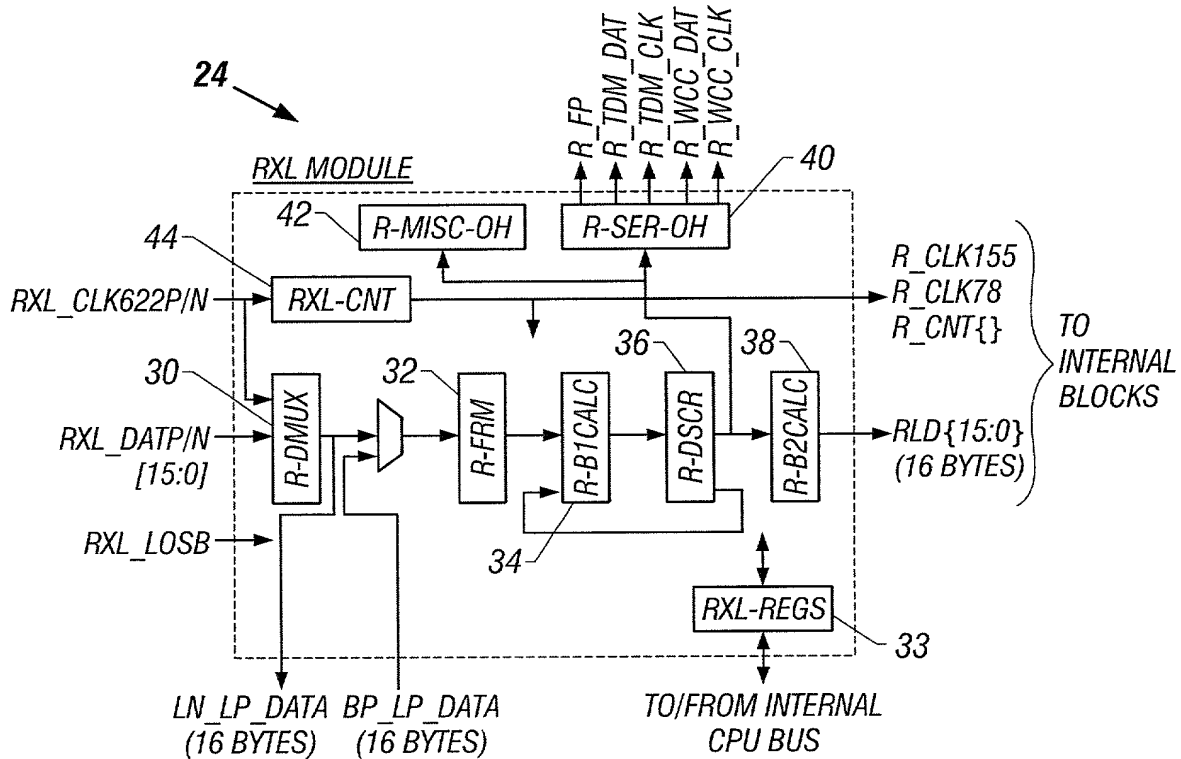 24
R_FP
R_TDM_DAT
R_TDM_CLK
R_WCC_DAT
R_WCC_CLK
RXL MODULE
40
42
R-MISC-OH
R-SER-OH
44
RXL_CLK622P/N
RXL-CNT
R_CLK155
R_CLK78
R_CNT{}
TO
INTERNAL
BLOCKS
30
32
36
38
RXL_DATP/N
[15:0]
R-DMUX
R-FRM
R-B1CALC
R-DSCR
R-B2CALC
RLD{15:0}
(16 BYTES)
RXL_LOSB
34
RXL-REGS
33
LN_LP_DATA
(16 BYTES)
BP_LP_DATA
(16 BYTES)
TO/FROM INTERNAL
CPU BUS